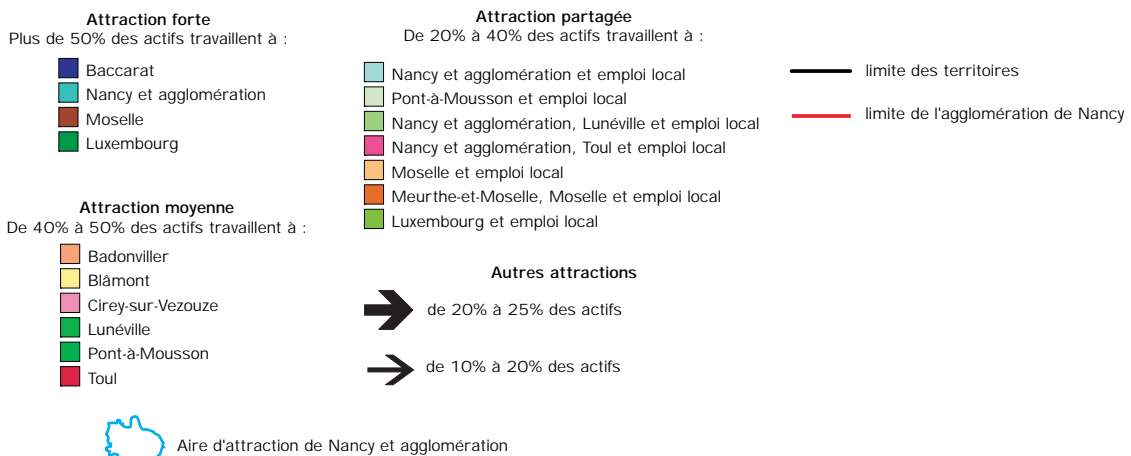 Attraction forte
Plus de 50% des actifs travaillent à :
Baccarat
Nancy et agglomération
Moselle
Luxembourg
Attraction moyenne
De 40% à 50% des actifs travaillent à :
Badonviller
Blâmont
Cirey-sur-Vezouze
Lunéville
Pont-à-Mousson
Toul
Aire d'attraction de Nancy et agglomération
Attraction partagée
De 20% à 40% des actifs travaillent à :
Nancy et agglomération et emploi local
Pont-à-Mousson et emploi local
Nancy et agglomération, Lunéville et emploi local
Nancy et agglomération, Toul et emploi local
Moselle et emploi local
Meurthe-et-Moselle, Moselle et emploi local
Luxembourg et emploi local
Autres attractions
de 20% à 25% des actifs
de 10% à 20% des actifs
limite des territoires
limite de l'agglomération de Nancy